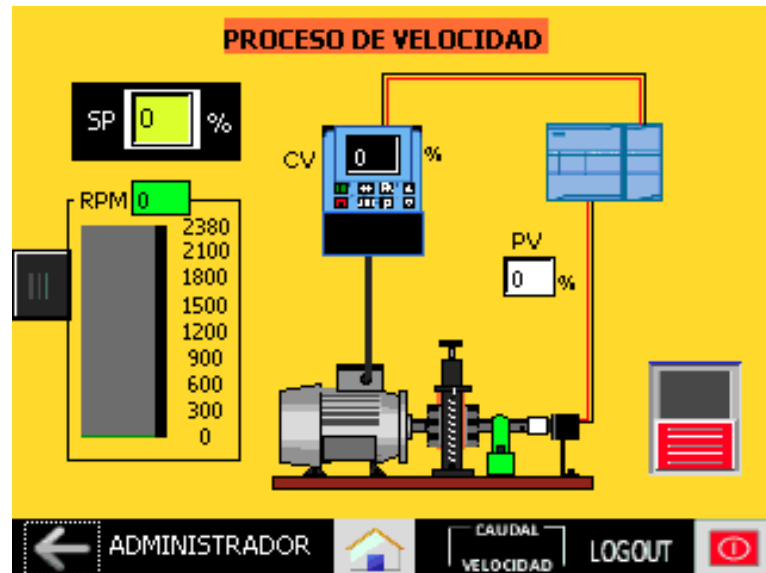 PROCESO DE VELOCIDAD
SP 0 %
CV 0 %
RPM 0
2380
2100
1800
1500
1200
900
600
300
0
PV
0 %
ADMINISTRADOR
CAUDAL
VELOCIDAD
LOGOUT